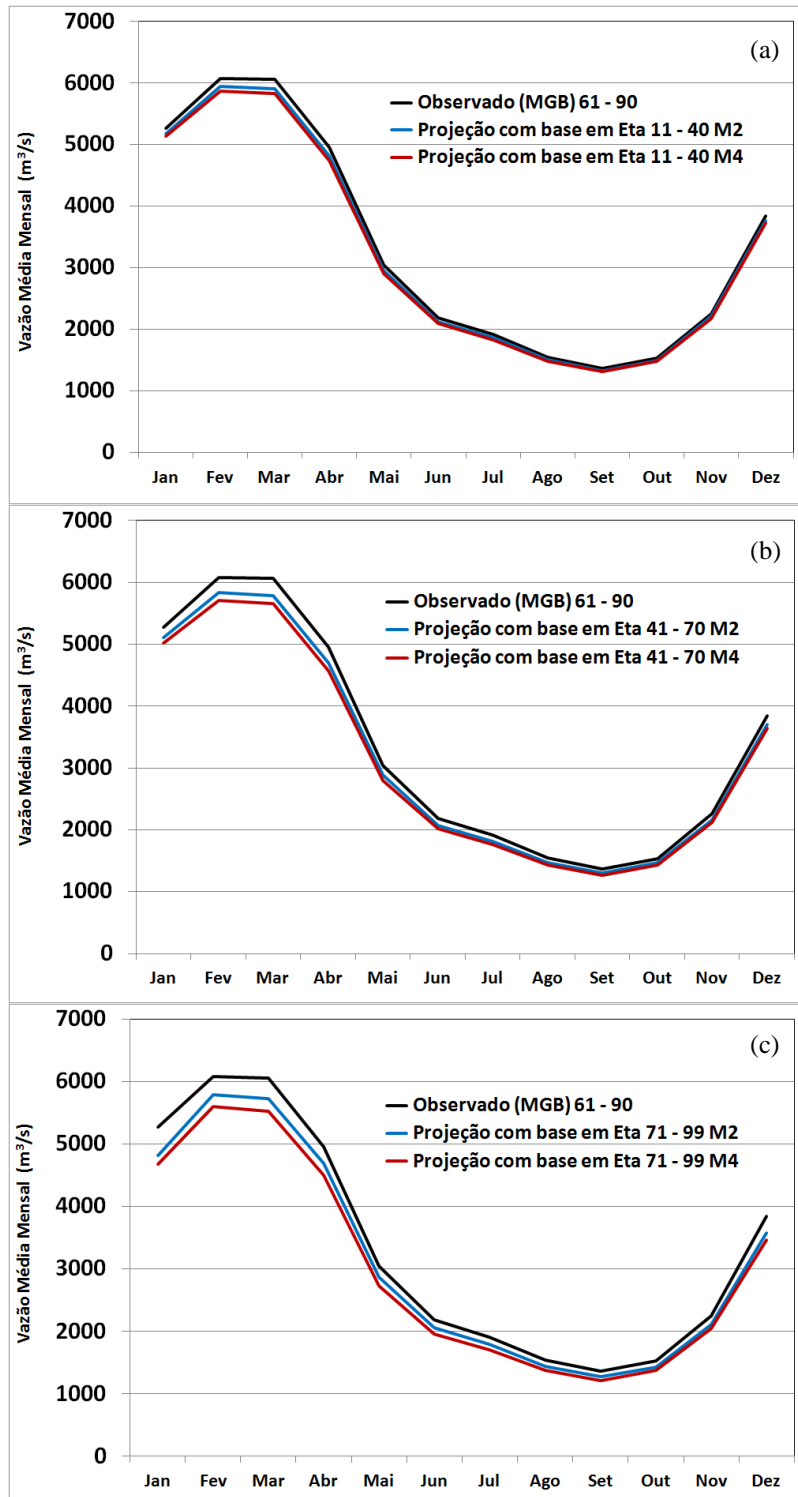 (a)
Vazão Média Mensal (m³/s)
7000
6000
5000
4000
3000
2000
1000
0
Observado (MGB) 61 - 90
Projeção com base em Eta 11 - 40 M2
Projeção com base em Eta 11 - 40 M4
Jan Fev Mar Abr Mai Jun Jul Ago Set Out Nov Dez
(b)
Vazão Média Mensal (m³/s)
7000
6000
5000
4000
3000
2000
1000
0
Observado (MGB) 61 - 90
Projeção com base em Eta 41 - 70 M2
Projeção com base em Eta 41 - 70 M4
Jan Fev Mar Abr Mai Jun Jul Ago Set Out Nov Dez
(c)
Vazão Média Mensal (m³/s)
7000
6000
5000
4000
3000
2000
1000
0
Observado (MGB) 61 - 90
Projeção com base em Eta 71 - 99 M2
Projeção com base em Eta 71 - 99 M4
Jan Fev Mar Abr Mai Jun Jul Ago Set Out Nov Dez